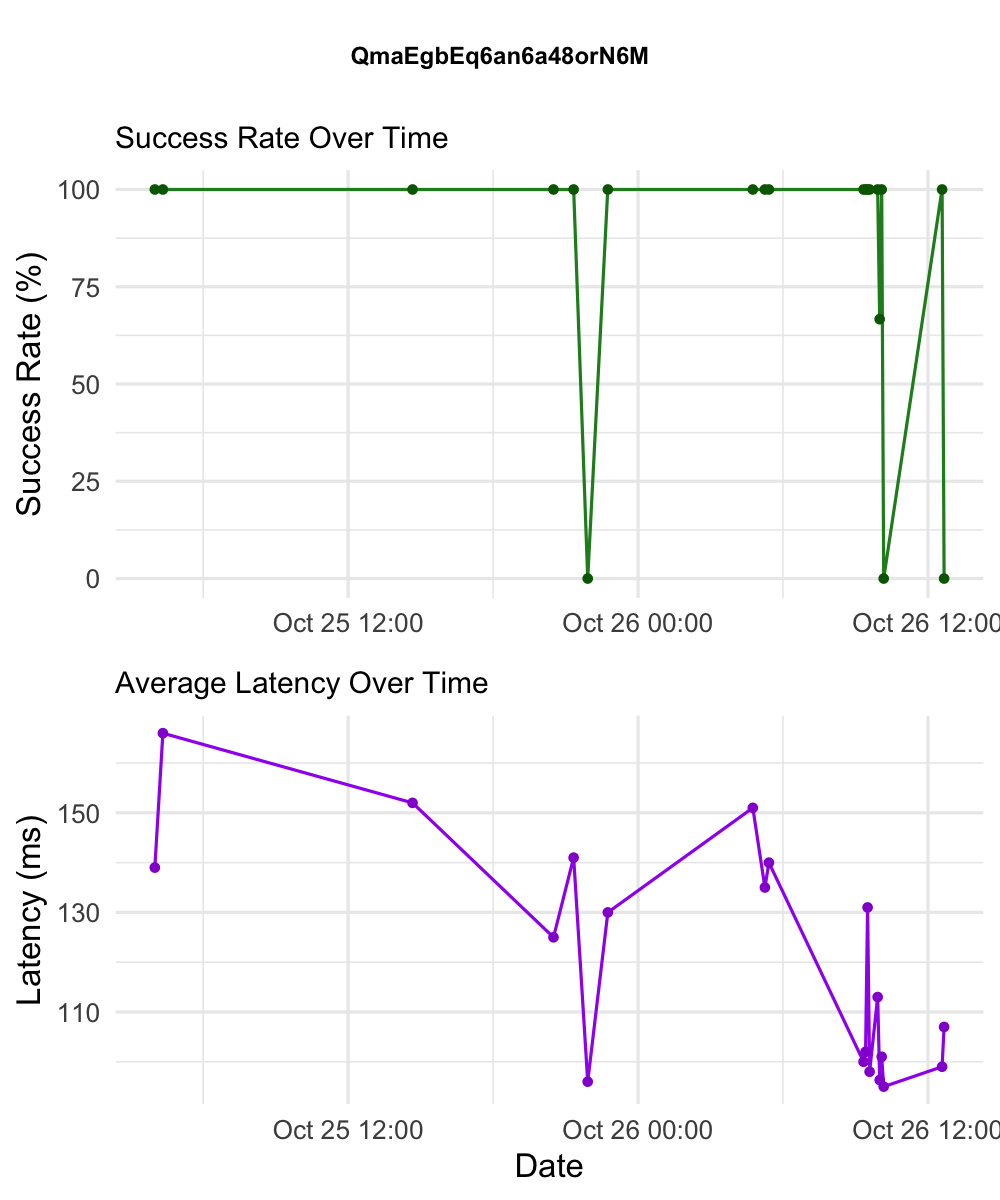 QmaEgbEq6an6a48orN6M
Success Rate Over Time
100
75
50
25
0
Success Rate (%)
Oct 25 12:00
Oct 26 00:00
Oct 26 12:00
Average Latency Over Time
150
130
110
Latency (ms)
Oct 25 12:00
Oct 26 00:00
Oct 26 12:00
Date